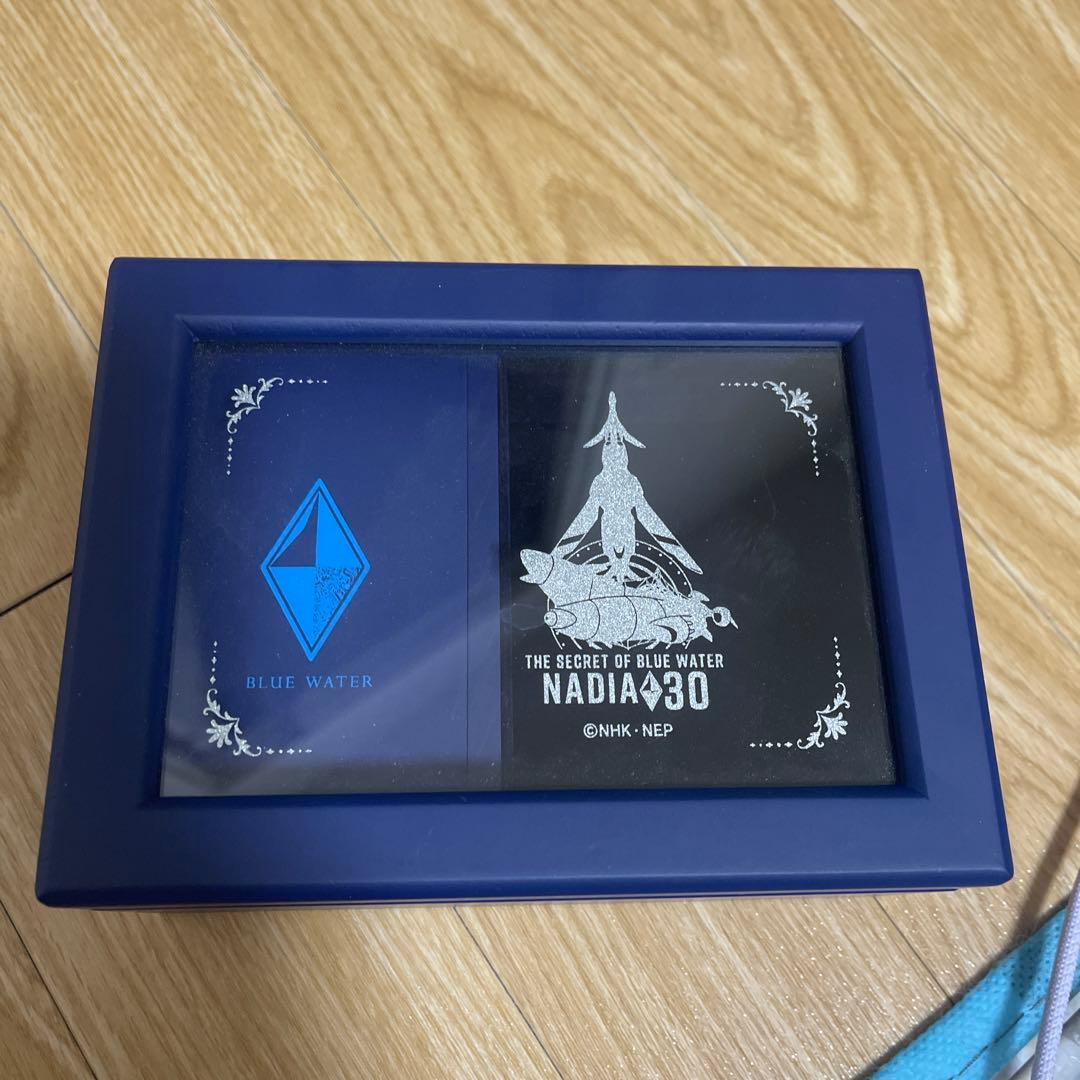 BLUE WATER
THE SECRET OF BLUE WATER
NADIA 30
©NHK・NEP